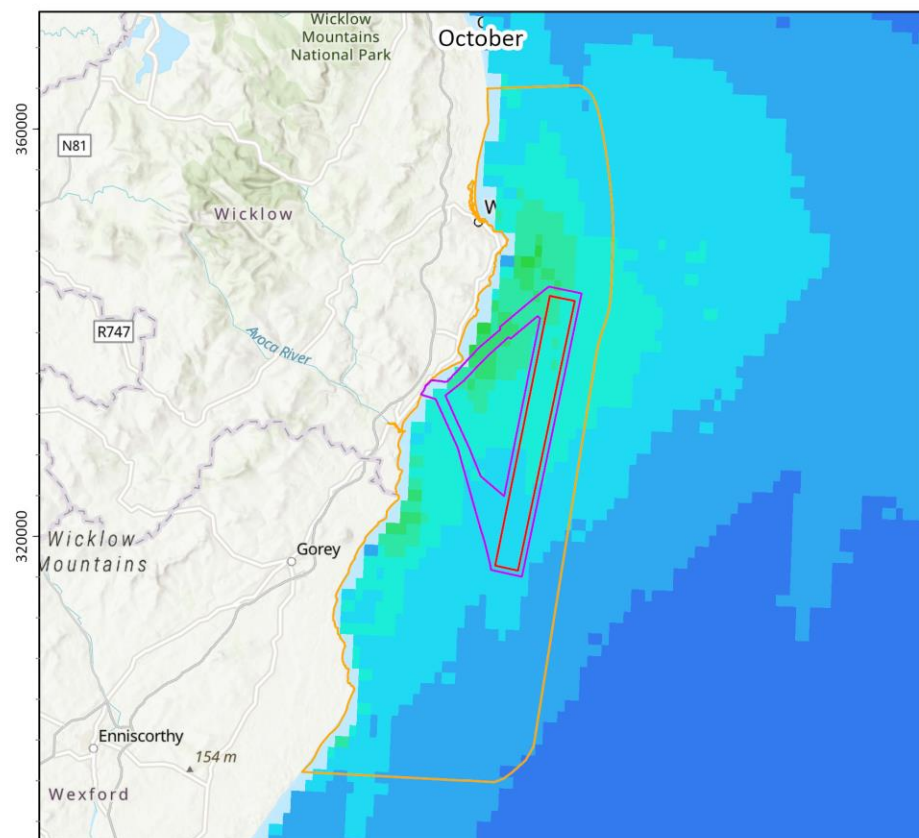 Wicklow
Mountains
National Park
October
360000
N81
Wicklow
W
R747
Avoca River
320000
Wicklow
Mountains
Gorey
Enniscorthy
154 m
Wexford